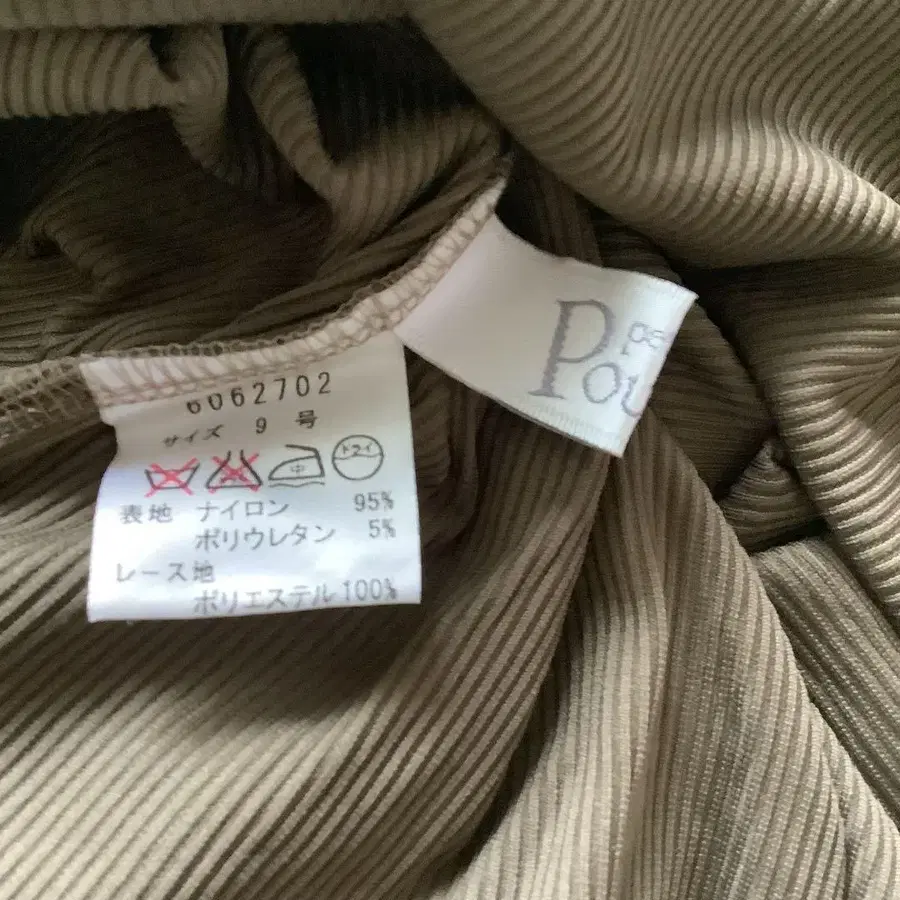 6062702
サイズ 9 号
中 ドライ
表地 ナイロン 95%
ポリウレタン 5%
レース地
ポリエステル 100%